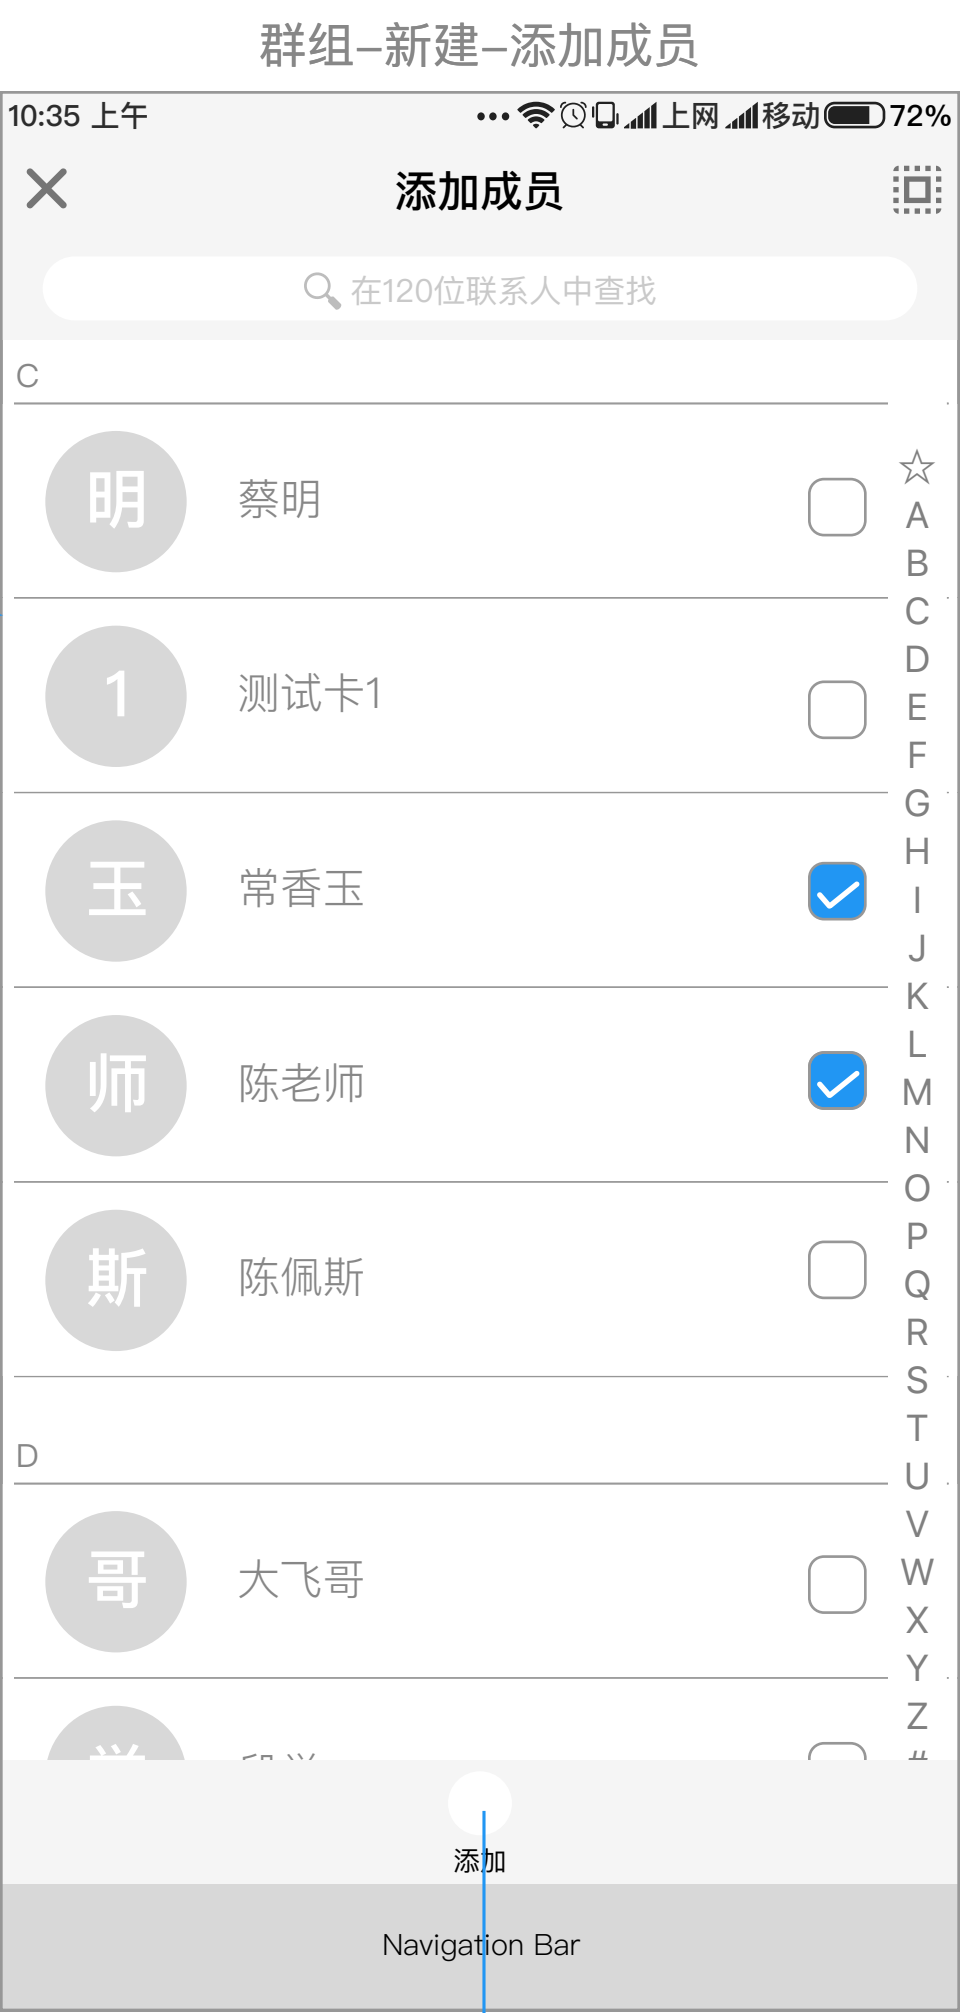 群组–新建–添加成员
10:35 上午 上网 移动 72%
添加成员
在120位联系人中查找
C
明 蔡明
1 测试卡1
玉 常香玉
师 陈老师
斯 陈佩斯
D
哥 大飞哥
☆
A
B
C
D
E
F
G
H
I
J
K
L
M
N
O
P
Q
R
S
T
U
V
W
X
Y
Z
#
添加
Navigation Bar